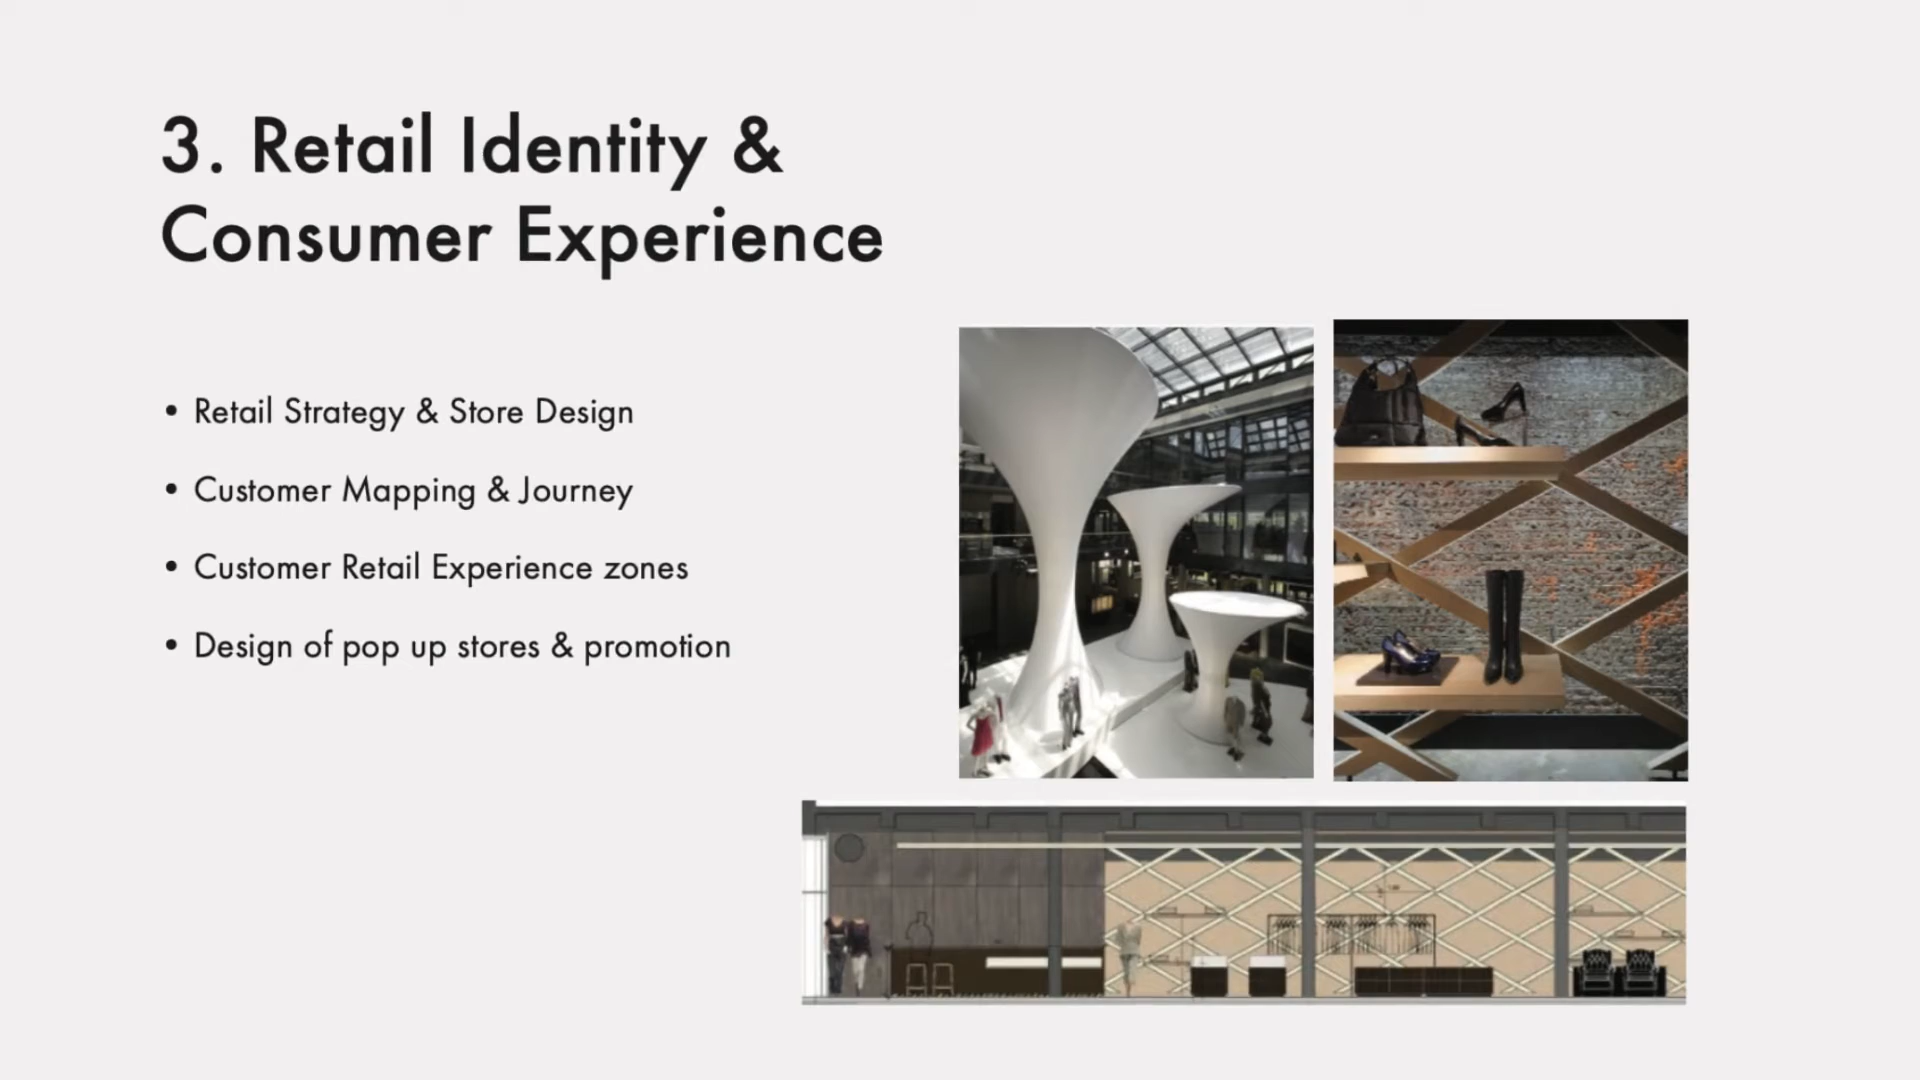 3. Retail Identity &
Consumer Experience
• Retail Strategy & Store Design
• Customer Mapping & Journey
• Customer Retail Experience zones
• Design of pop up stores & promotion